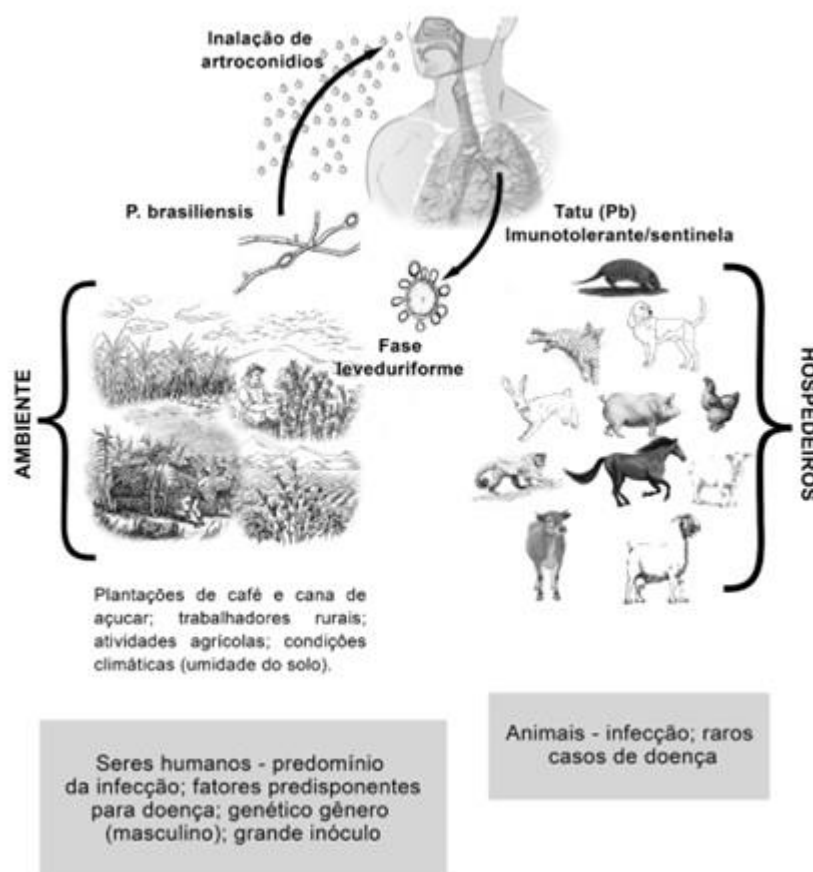 Inalação de
artroconidios
P. brasiliensis
Tatu (Pb)
Imunotolerante/sentinela
Fase
leveduriforme
AMBIENTE
HOSPEDEIROS
Plantações de café e cana de
açucar; trabalhadores rurais;
atividades agrícolas; condições
climáticas (umidade do solo).
Animais - infecção; raros
casos de doença
Seres humanos - predomínio
da infecção; fatores predisponentes
para doença; genético gênero
(masculino); grande inóculo